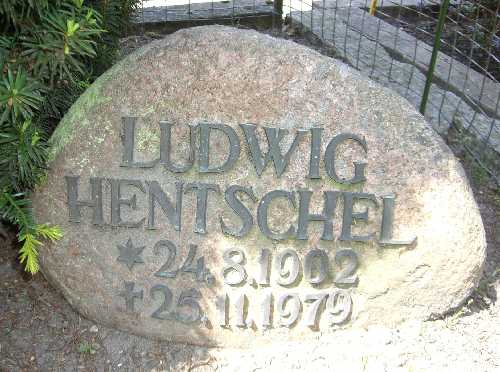 LUDWIG
HENTSCHEL
* 24.8.1902
† 25.11.1979